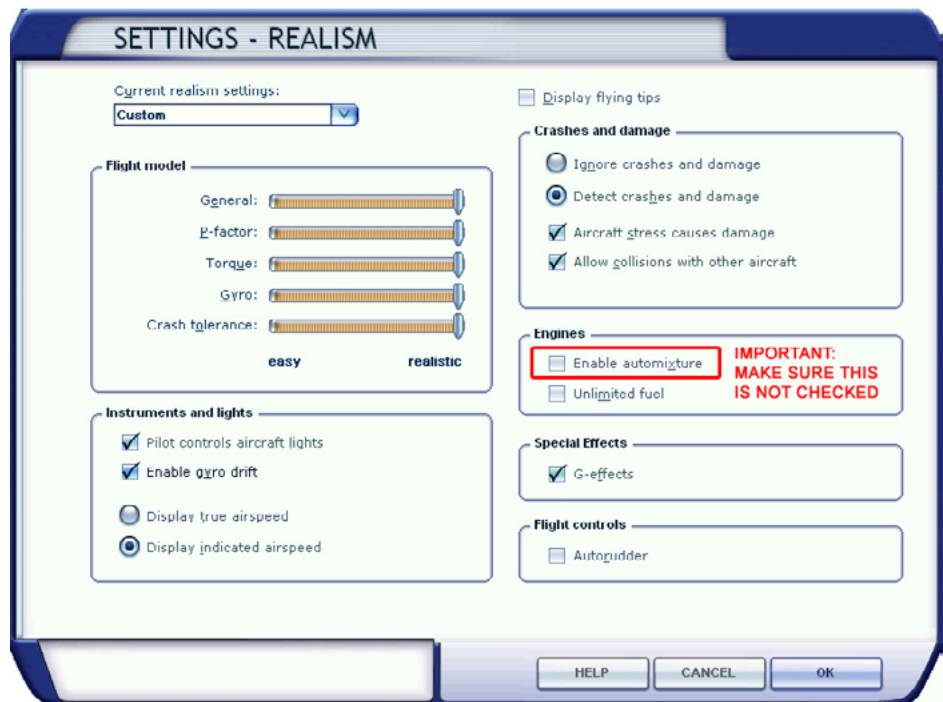 SETTINGS - REALISM
Current realism settings:
Custom
Flight model
General:
P-factor:
Torque:
Gyro:
Crash tolerance:
easy realistic
Instruments and lights
Pilot controls aircraft lights
Enable gyro drift
Display true airspeed
Display indicated airspeed
Display flying tips
Crashes and damage
Ignore crashes and damage
Detect crashes and damage
Aircraft stress causes damage
Allow collisions with other aircraft
Engines
Enable automixture
Unlimited fuel
IMPORTANT:
MAKE SURE THIS
IS NOT CHECKED
Special Effects
G-effects
Flight controls
Autorudder
HELP CANCEL OK